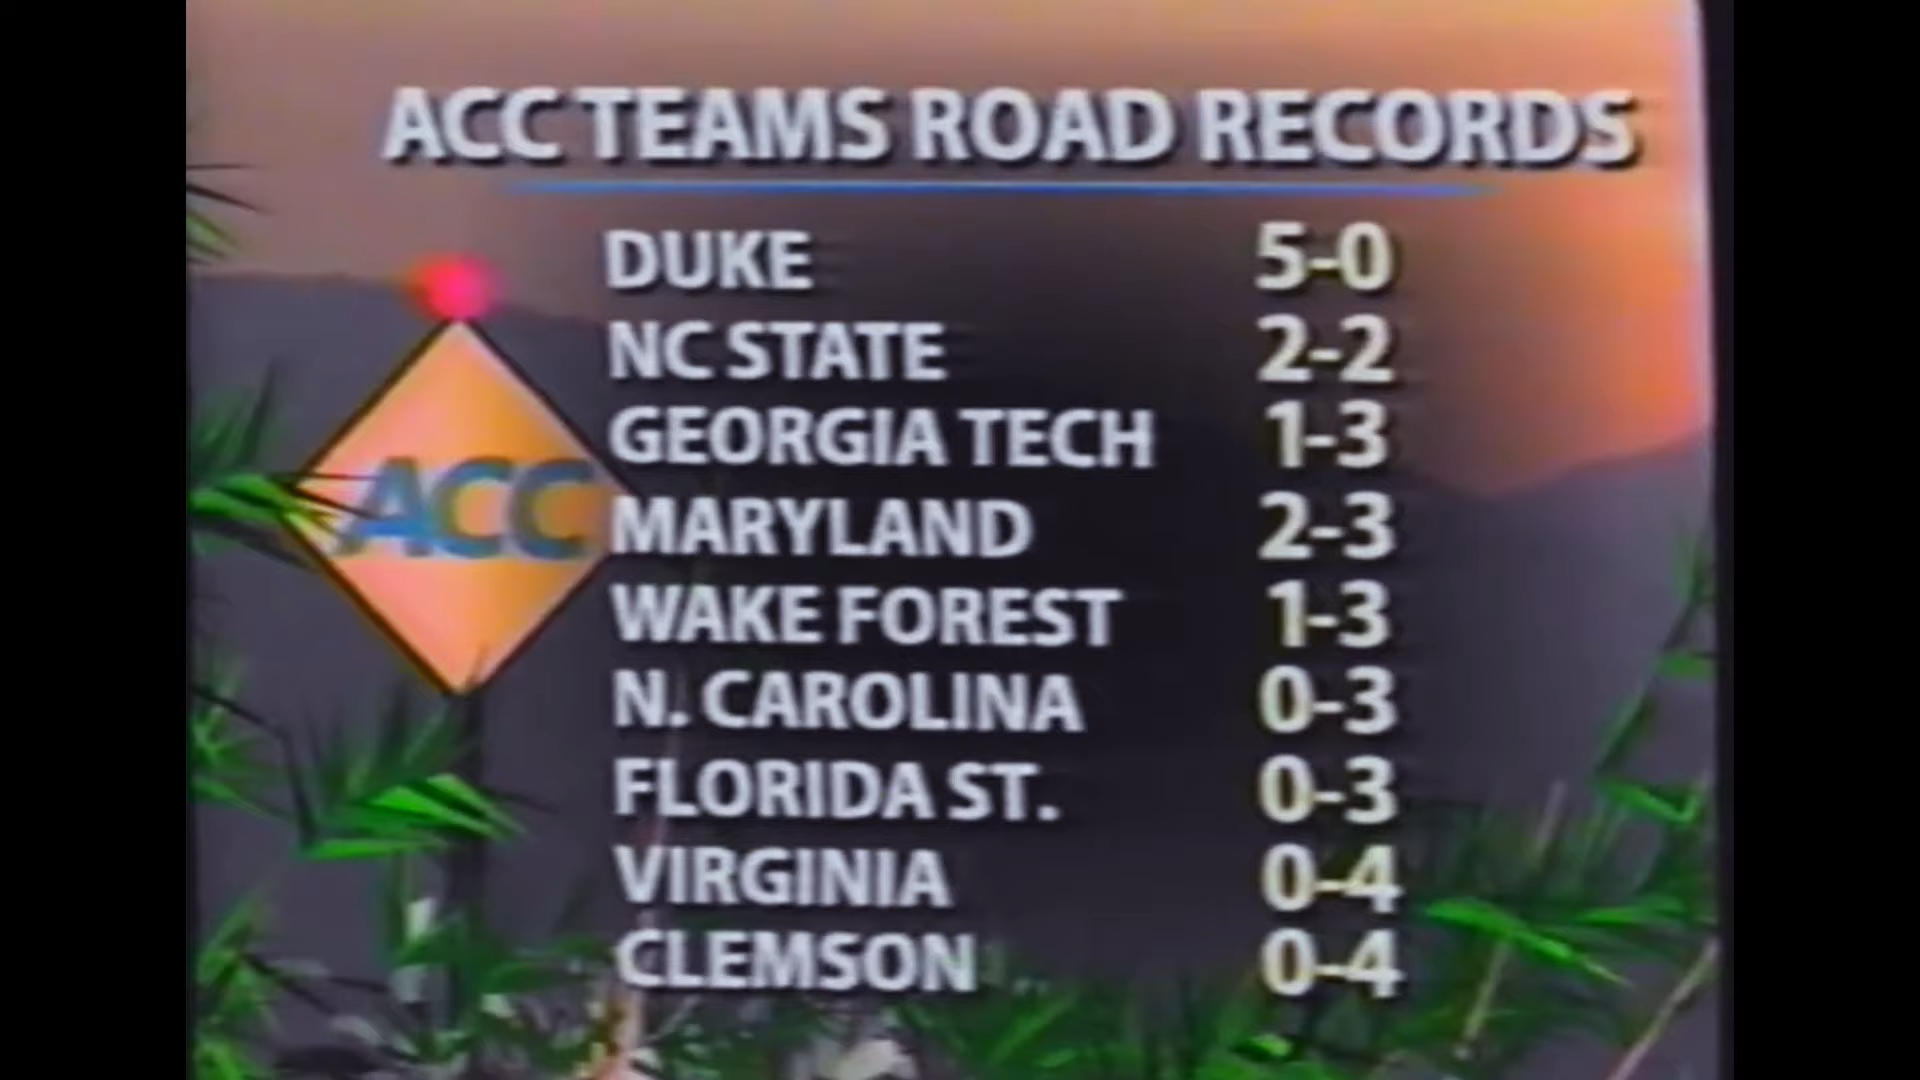 ACC TEAMS ROAD RECORDS
DUKE 5-0
NC STATE 2-2
GEORGIA TECH 1-3
ACC
MARYLAND 2-3
WAKE FOREST 1-3
N. CAROLINA 0-3
FLORIDA ST. 0-3
VIRGINIA 0-4
CLEMSON 0-4